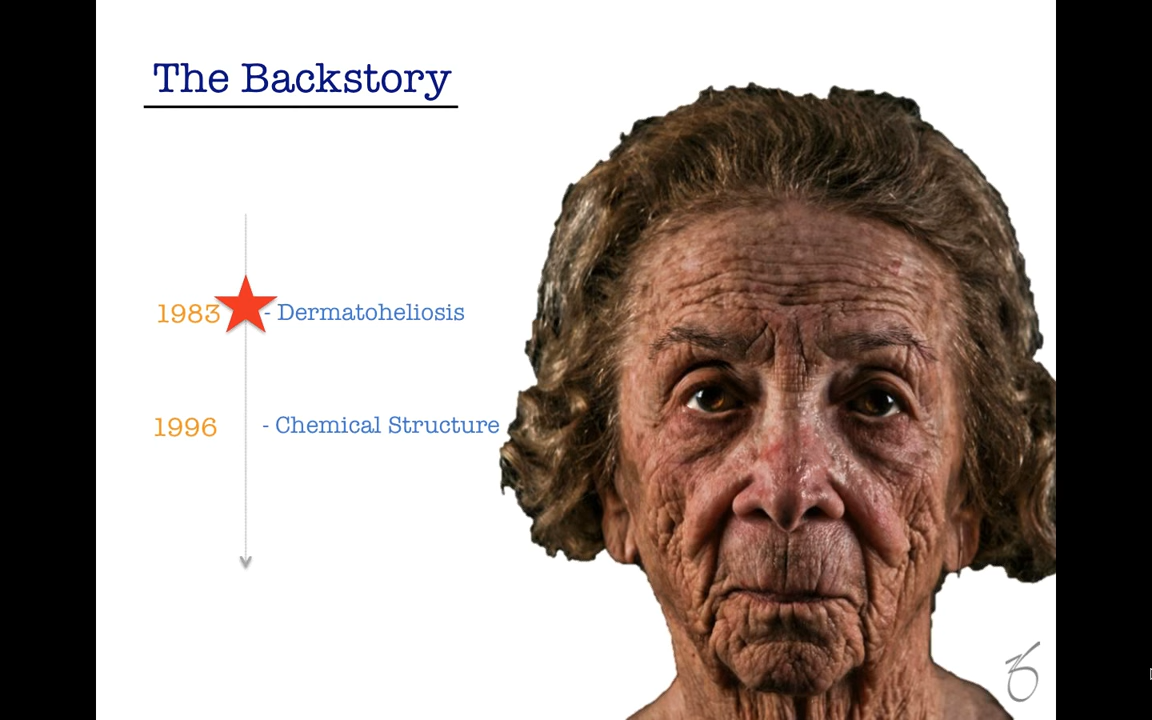 The Backstory
1983 - Dermatoheliosis
1996 - Chemical Structure